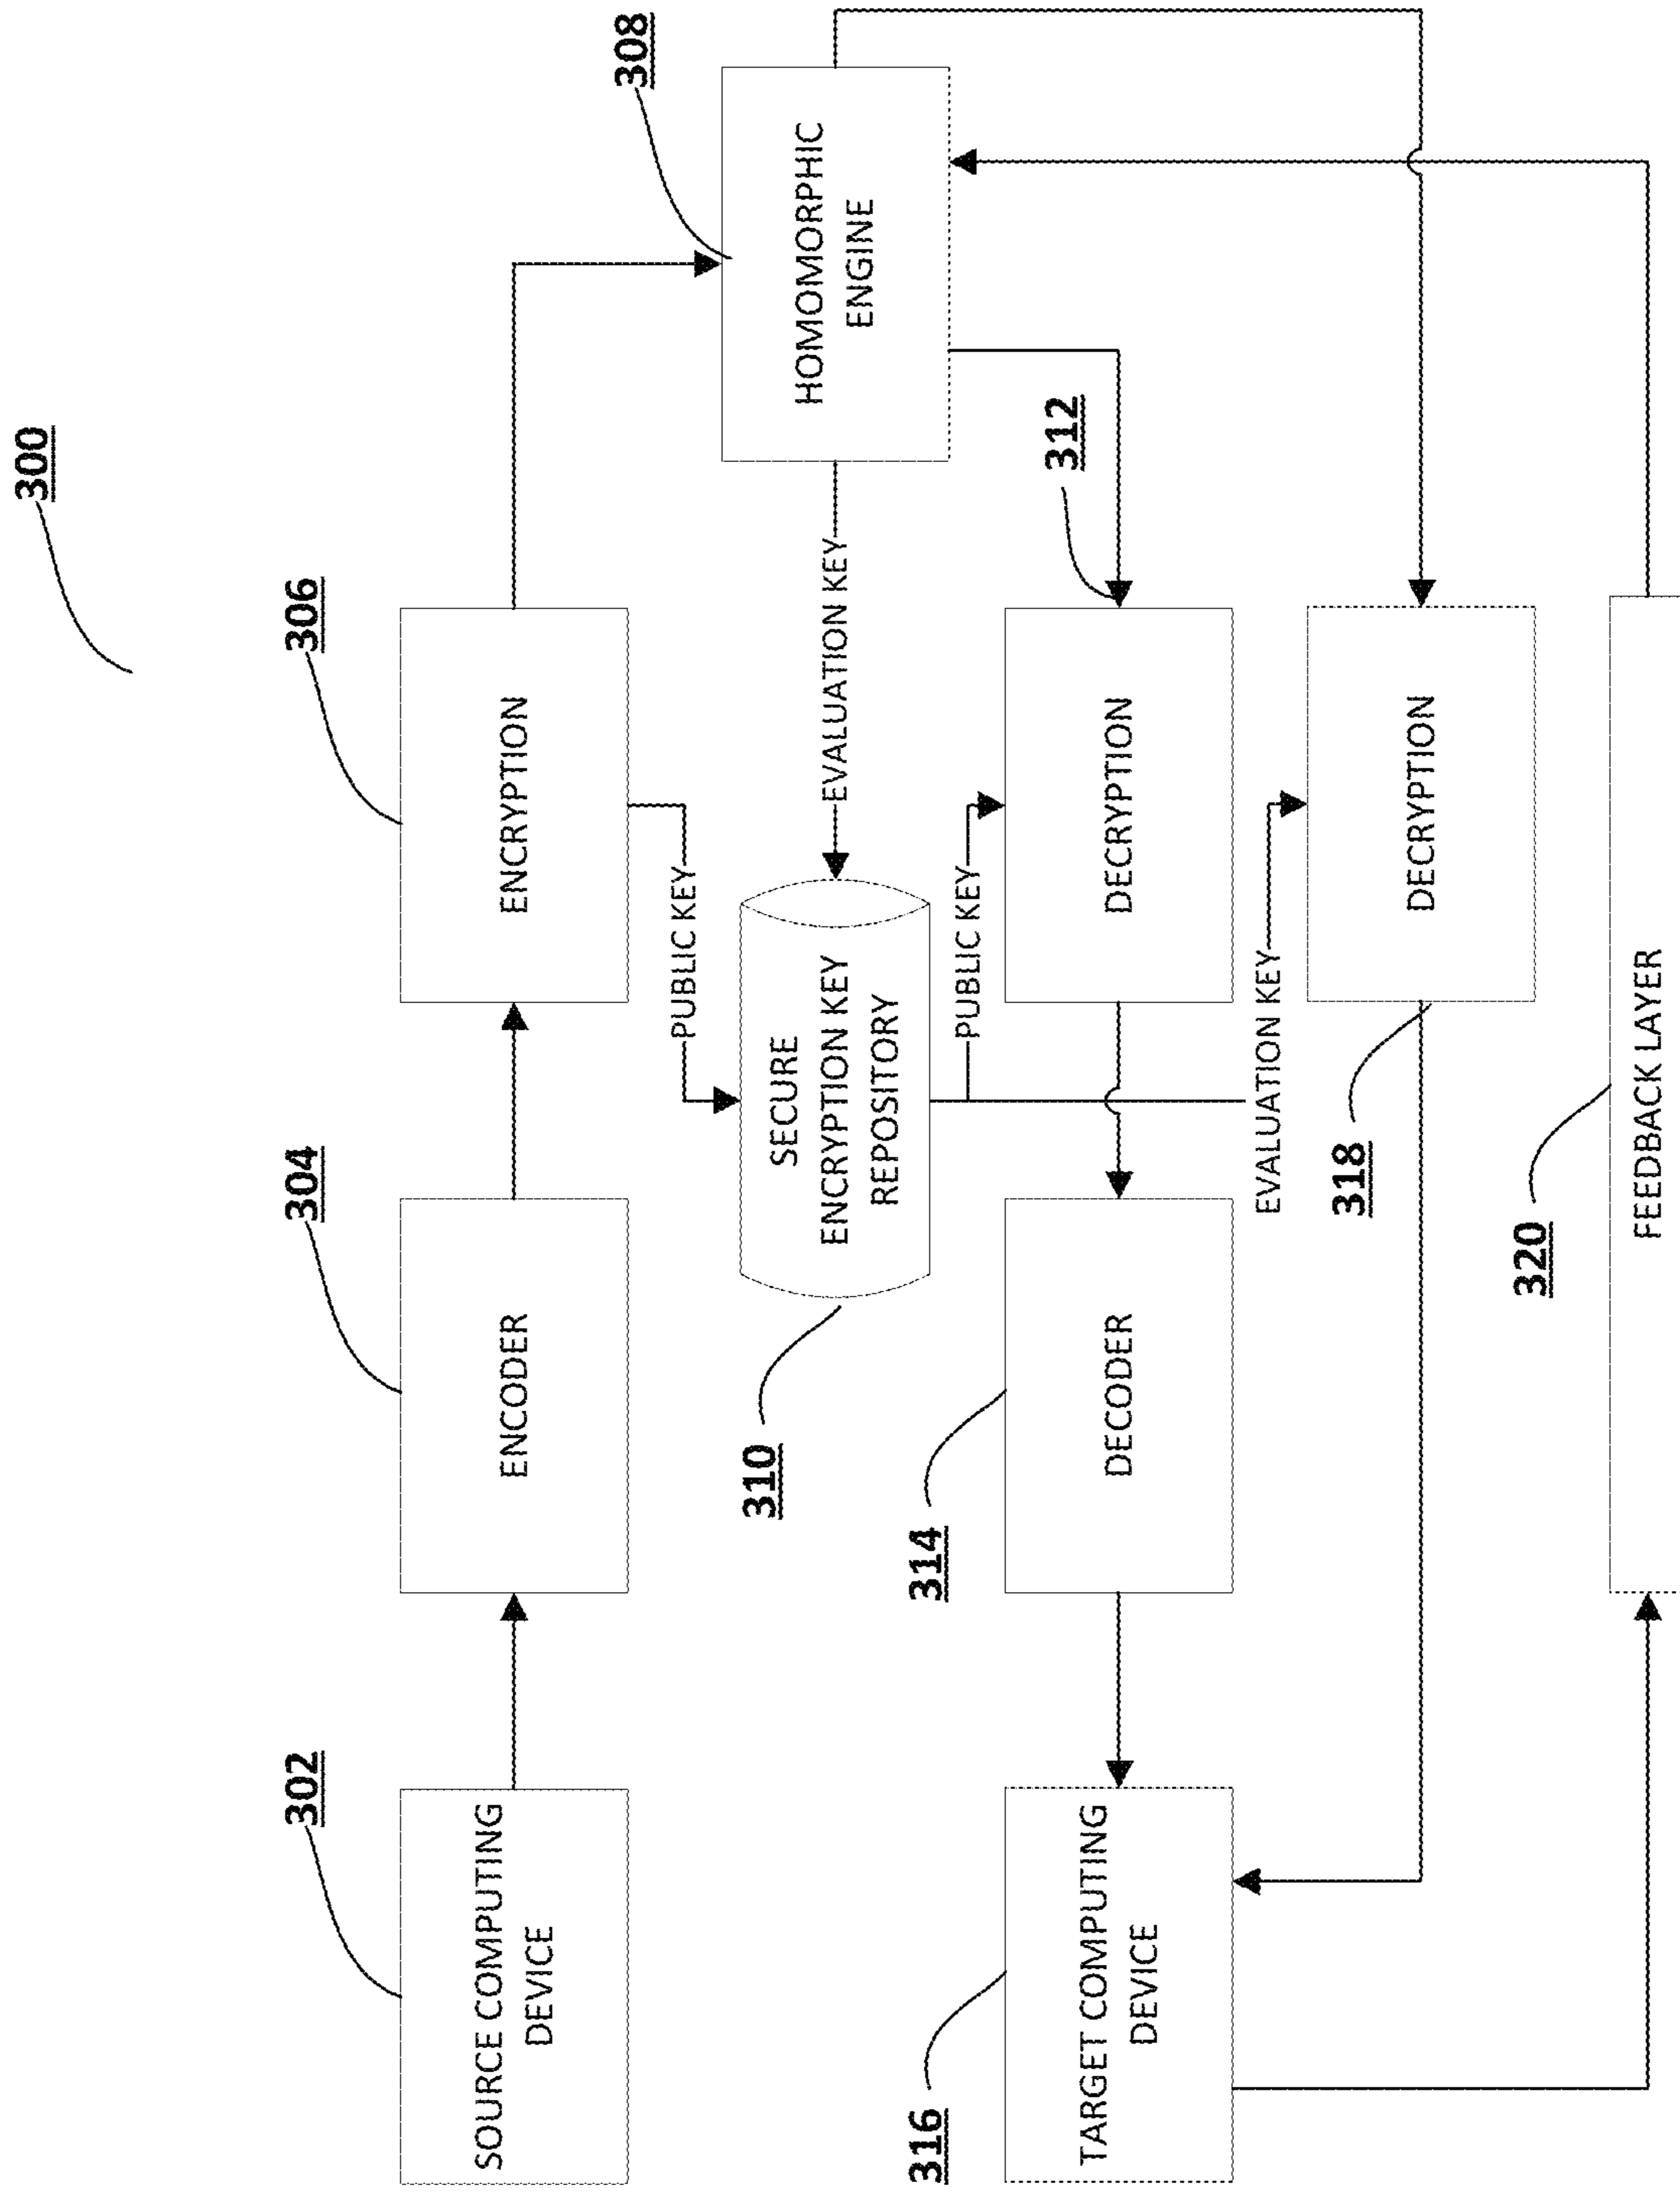 300
302
304
306
308
SOURCE COMPUTING
DEVICE
ENCODER
ENCRYPTION
PUBLIC KEY
HOMOMORPHIC
ENGINE
310
SECURE
ENCRYPTION KEY
REPOSITORY
EVALUATION KEY
PUBLIC KEY
312
316
314
TARGET COMPUTING
DEVICE
DECODER
DECRYPTION
EVALUATION KEY
318
DECRYPTION
320
FEEDBACK LAYER